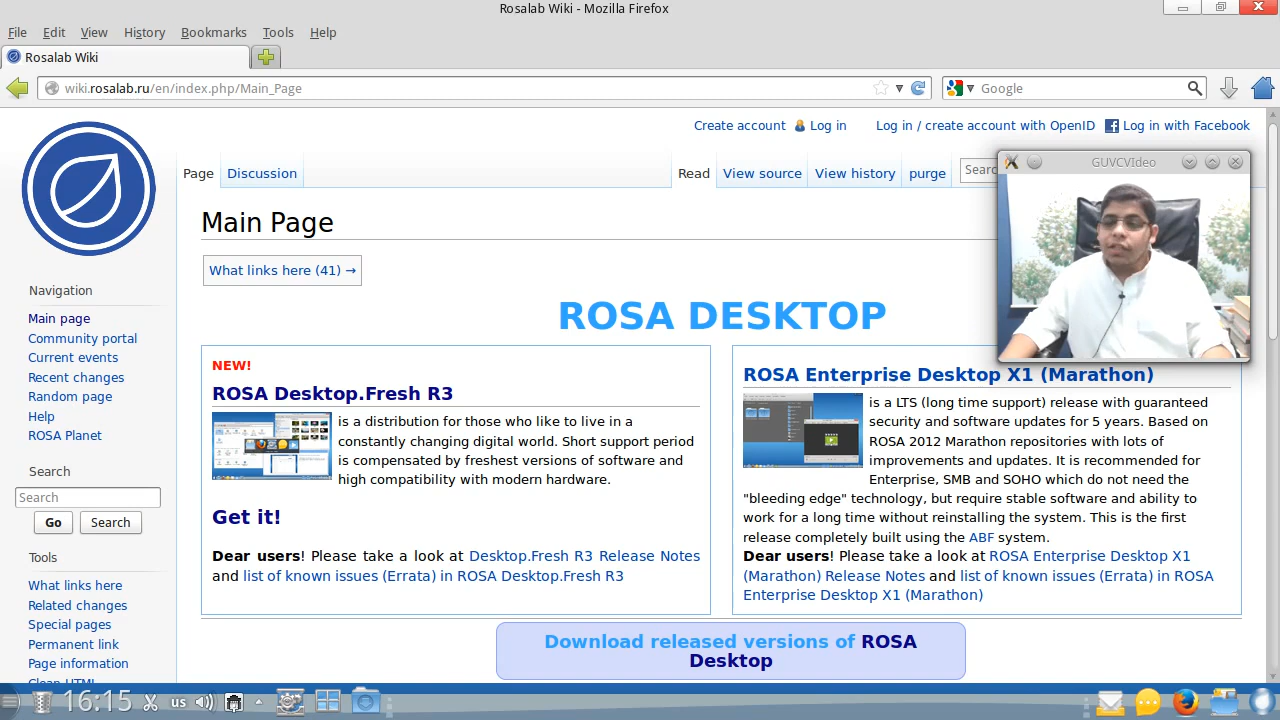 Rosalab Wiki - Mozilla Firefox
File Edit View History Bookmarks Tools Help
Rosalab Wiki
wiki.rosalab.ru/en/index.php/Main_Page
Google
Create account Log in Log in / create account with OpenID Log in with Facebook
Page Discussion Read View source View history purge
GUVCVIdeo
Main Page
What links here (41) →
ROSA DESKTOP
Navigation
Main page
Community portal
Current events
Recent changes
Random page
Help
ROSA Planet
Search
Search
Go Search
Tools
What links here
Related changes
Special pages
Permanent link
Page information
NEW!
ROSA Desktop.Fresh R3
is a distribution for those who like to live in a
constantly changing digital world. Short support period
is compensated by freshest versions of software and
high compatibility with modern hardware.
Get it!
Dear users! Please take a look at Desktop.Fresh R3 Release Notes
and list of known issues (Errata) in ROSA Desktop.Fresh R3
ROSA Enterprise Desktop X1 (Marathon)
is a LTS (long time support) release with guaranteed
security and software updates for 5 years. Based on
ROSA 2012 Marathon repositories with lots of
improvements and updates. It is recommended for
Enterprise, SMB and SOHO which do not need the
"bleeding edge" technology, but require stable software and ability to
work for a long time without reinstalling the system. This is the first
release completely built using the ABF system.
Dear users! Please take a look at ROSA Enterprise Desktop X1
(Marathon) Release Notes and list of known issues (Errata) in ROSA
Enterprise Desktop X1 (Marathon)
Download released versions of ROSA
Desktop
16:15 us